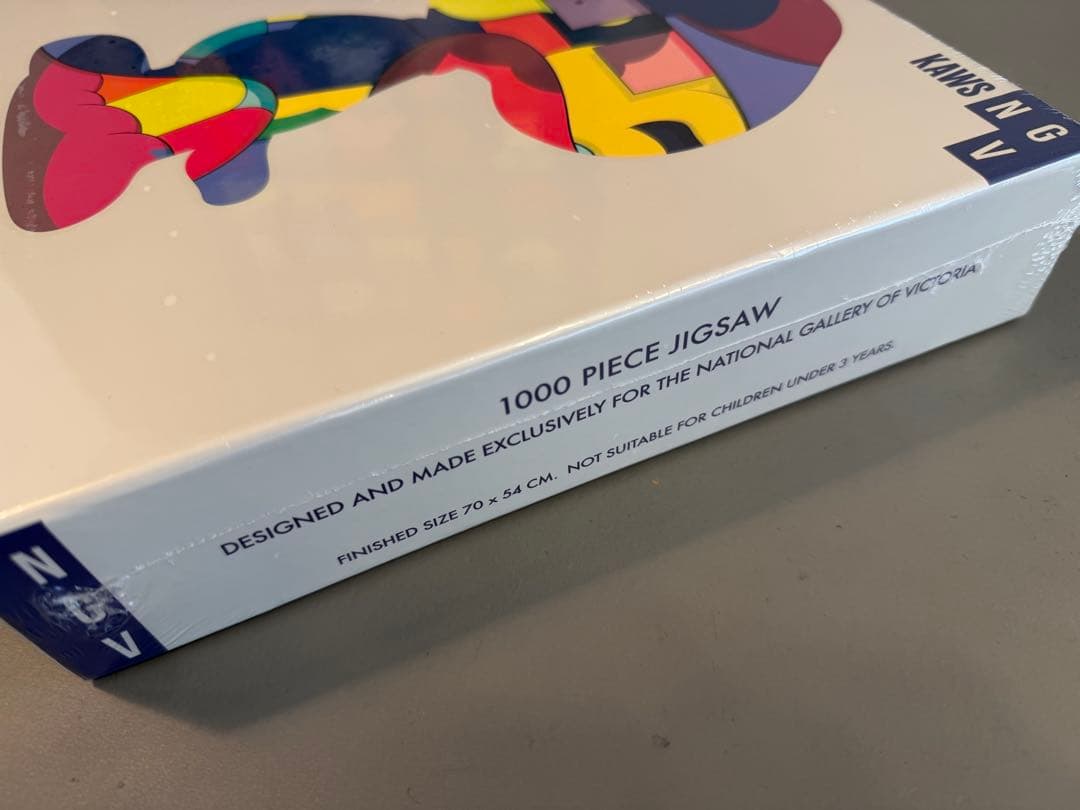 KAWS
NG
V
1000 PIECE JIGSAW
DESIGNED AND MADE EXCLUSIVELY FOR THE NATIONAL GALLERY OF VICTORIA
FINISHED SIZE 70 x 54 CM. NOT SUITABLE FOR CHILDREN UNDER 3 YEARS.
N
G
V